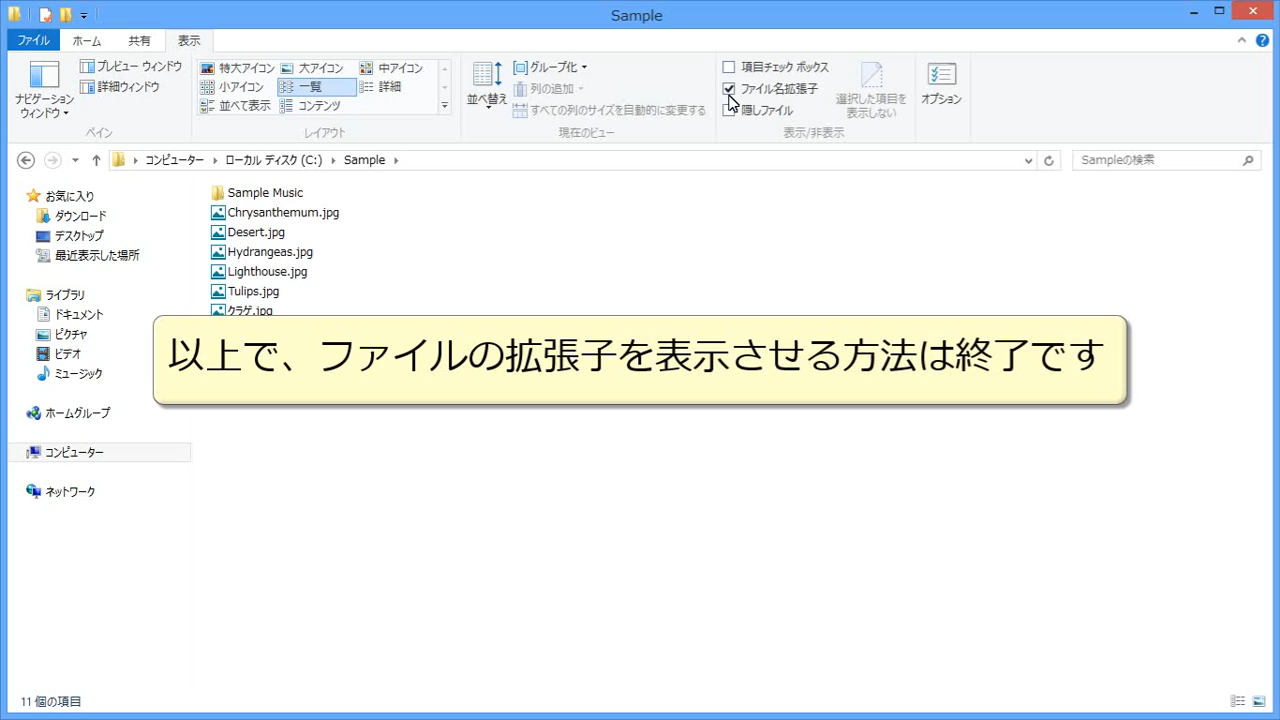 Sample
ファイル ホーム 共有 表示
ナビゲーション ウィンドウ
プレビュー ウィンドウ
詳細ウィンドウ
ペイン
特大アイコン 大アイコン 中アイコン
小アイコン 一覧 詳細
並べて表示 コンテンツ
レイアウト
並べ替え
グループ化
列の追加
すべての列のサイズを自動的に変更する
現在のビュー
項目チェック ボックス
ファイル名拡張子
隠しファイル
選択した項目を
表示しない
表示/非表示
オプション
コンピューター ローカル ディスク (C:) Sample
Sampleの検索
お気に入り
ダウンロード
デスクトップ
最近表示した場所
ライブラリ
ドキュメント
ピクチャ
ビデオ
ミュージック
ホームグループ
コンピューター
ネットワーク
Sample Music
Chrysanthemum.jpg
Desert.jpg
Hydrangeas.jpg
Lighthouse.jpg
Tulips.jpg
クラゲ.jpg
以上で、ファイルの拡張子を表示させる方法は終了です
11 個の項目